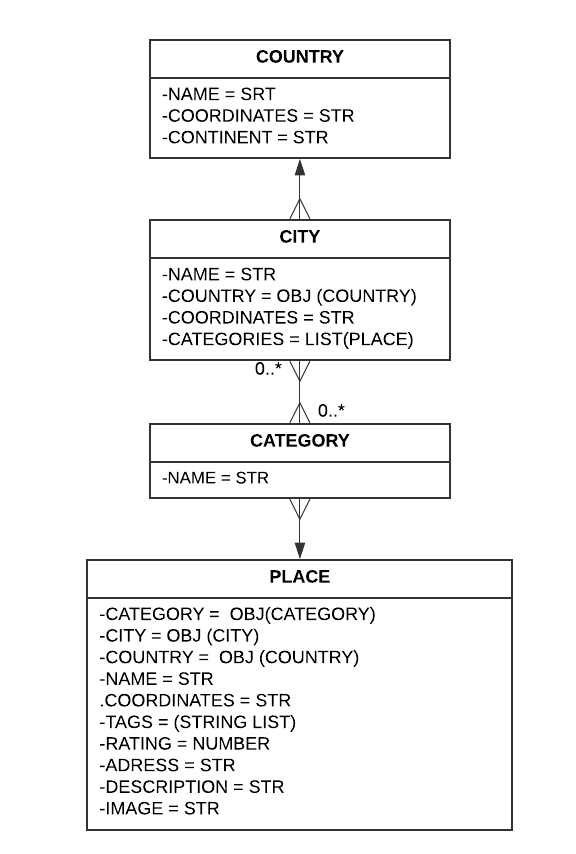 COUNTRY
-NAME = SRT
-COORDINATES = STR
-CONTINENT = STR
CITY
-NAME = STR
-COUNTRY = OBJ (COUNTRY)
-COORDINATES = STR
-CATEGORIES = LIST(PLACE)
0..*
0..*
CATEGORY
-NAME = STR
PLACE
-CATEGORY =  OBJ(CATEGORY)
-CITY = OBJ (CITY)
-COUNTRY =  OBJ (COUNTRY)
-NAME = STR
.COORDINATES = STR
-TAGS = (STRING LIST)
-RATING = NUMBER
-ADRESS = STR
-DESCRIPTION = STR
-IMAGE = STR